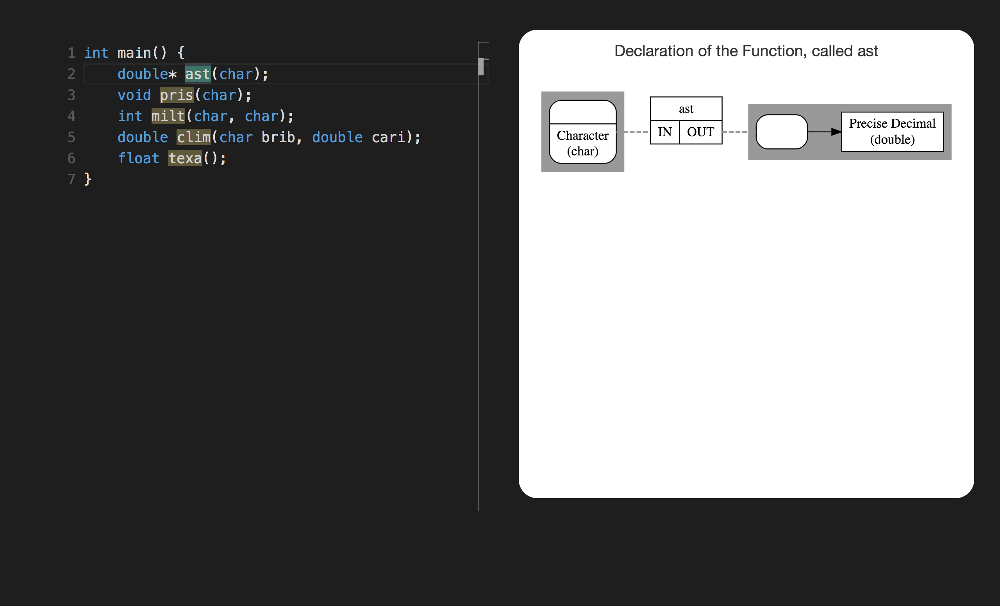 1 int main() {
2     double* ast(char);
3     void pris(char);
4     int milt(char, char);
5     double clim(char brib, double cari);
6     float texa();
7 }
Declaration of the Function, called ast
Character
(char)
ast
IN OUT
Precise Decimal
(double)